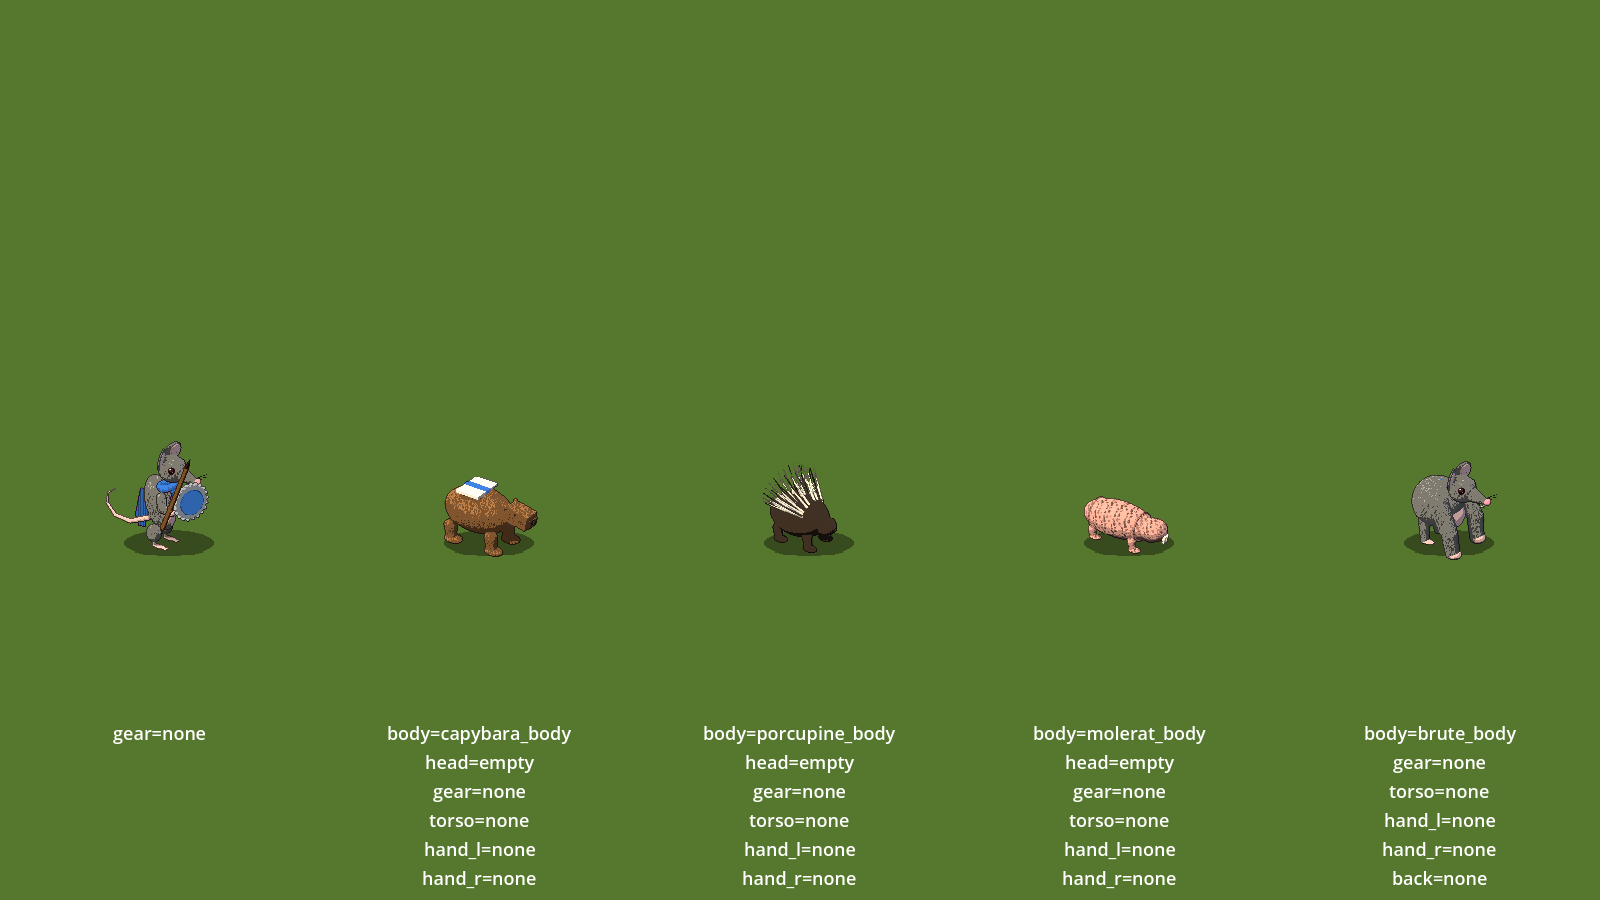 gear=none
body=capybara_body
head=empty
gear=none
torso=none
hand_l=none
hand_r=none
body=porcupine_body
head=empty
gear=none
torso=none
hand_l=none
hand_r=none
body=molerat_body
head=empty
gear=none
torso=none
hand_l=none
hand_r=none
body=brute_body
gear=none
torso=none
hand_l=none
hand_r=none
back=none